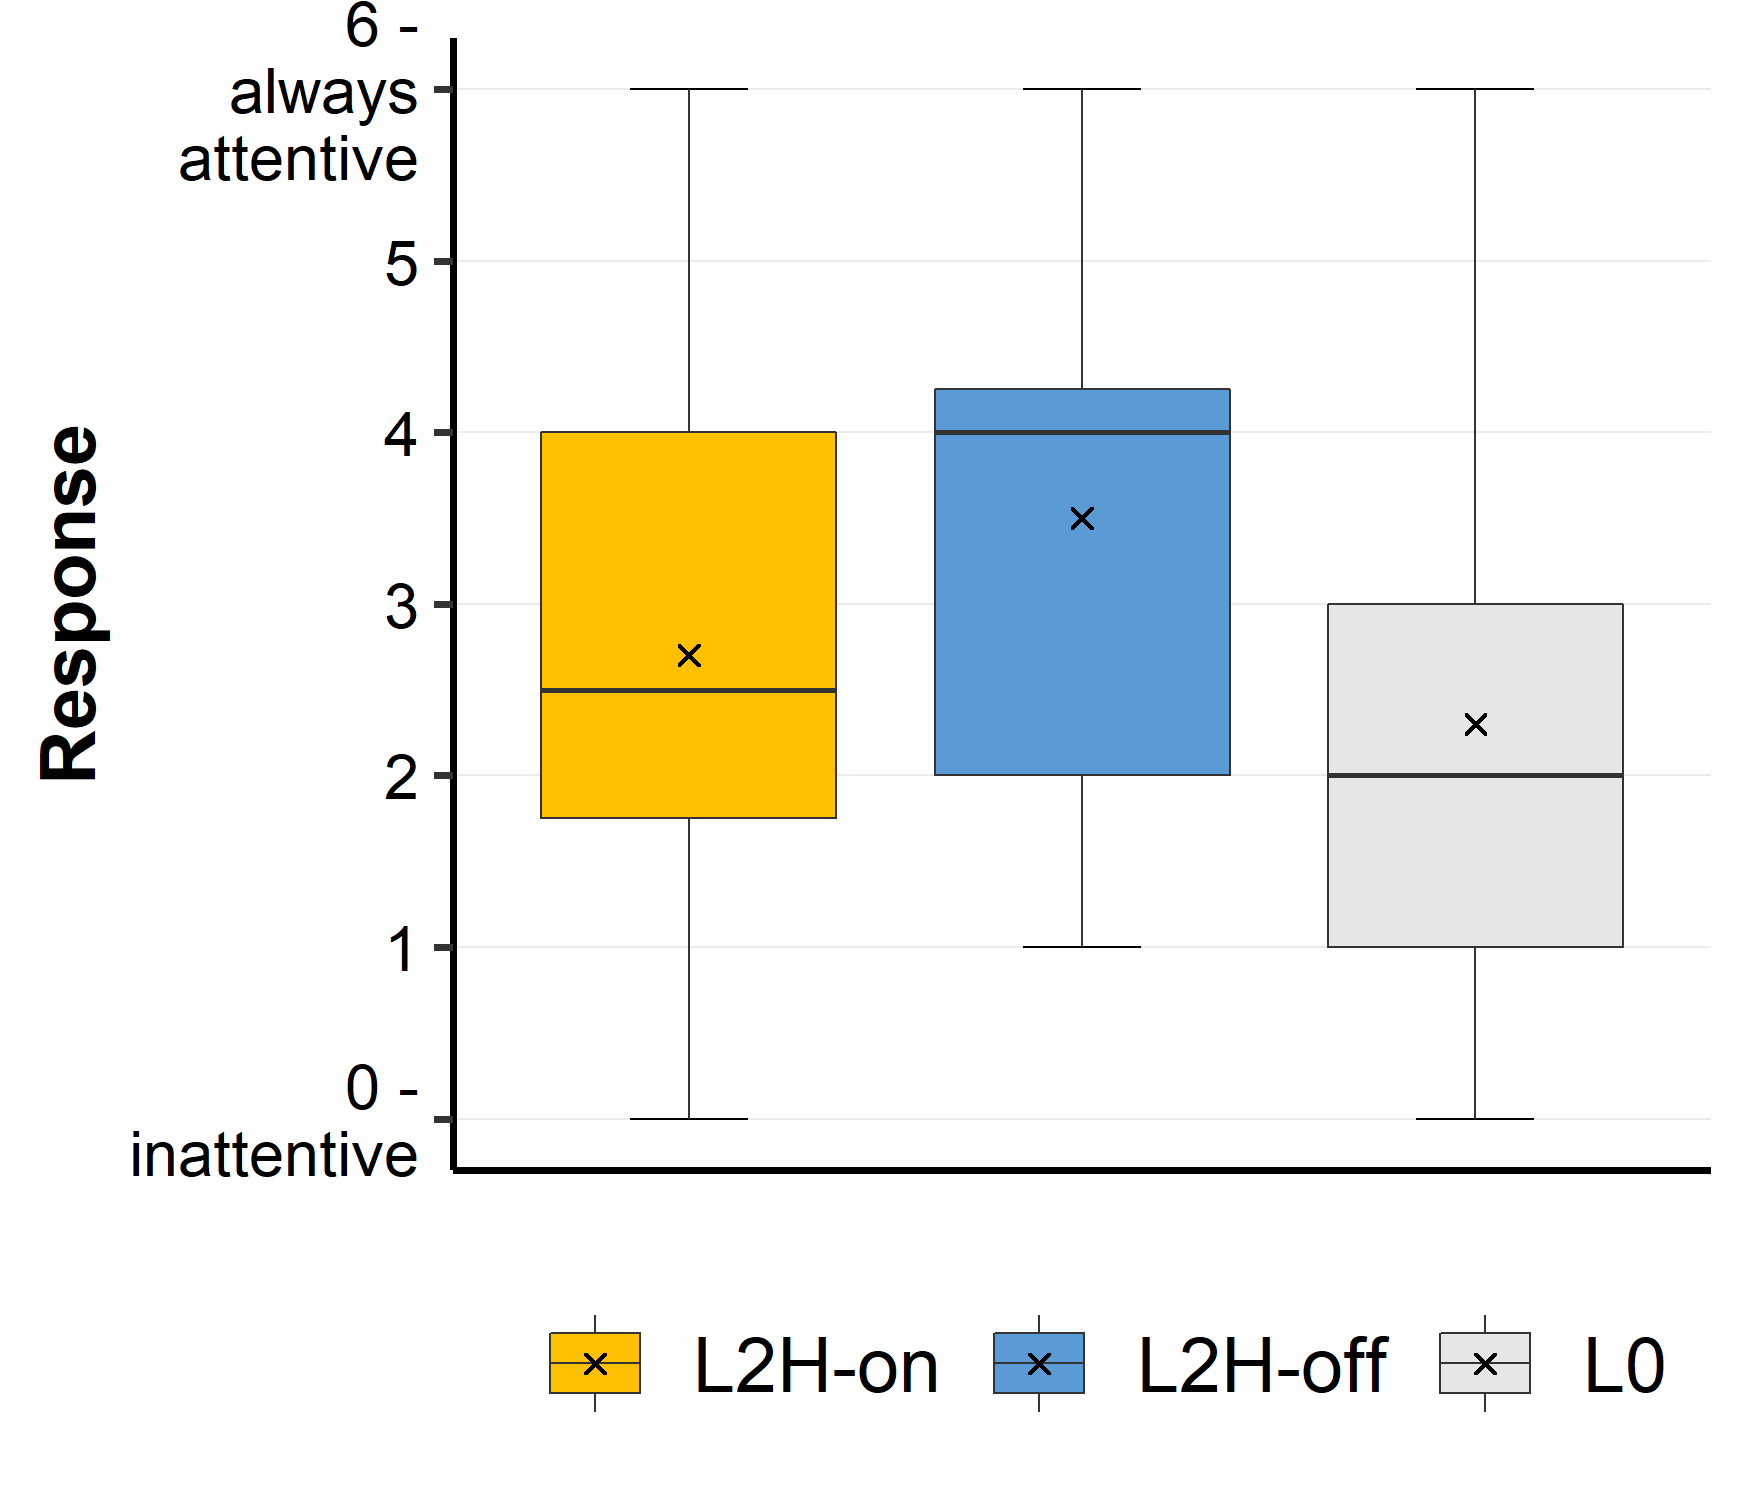 6 -
always
attentive
5
4
3
2
1
0 -
inattentive
Response
L2H-on
L2H-off
L0